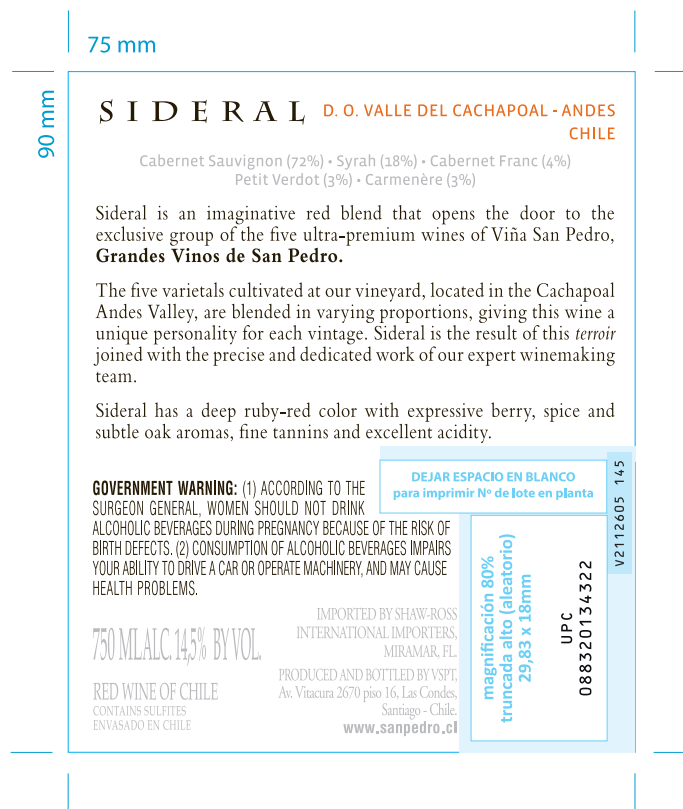 75 mm
90 mm
SIDERAL D. O. VALLE DEL CACHAPOAL - ANDES
CHILE
Cabernet Sauvignon (72%) • Syrah (18%) • Cabernet Franc (4%)
Petit Verdot (3%) • Carmenère (3%)
Sideral is an imaginative red blend that opens the door to the
exclusive group of the five ultra-premium wines of Viña San Pedro,
Grandes Vinos de San Pedro.
The five varietals cultivated at our vineyard, located in the Cachapoal
Andes Valley, are blended in varying proportions, giving this wine a
unique personality for each vintage. Sideral is the result of this terroir
joined with the precise and dedicated work of our expert winemaking
team.
Sideral has a deep ruby-red color with expressive berry, spice and
subtle oak aromas, fine tannins and excellent acidity.
GOVERNMENT WARNING: (1) ACCORDING TO THE
SURGEON GENERAL, WOMEN SHOULD NOT DRINK
ALCOHOLIC BEVERAGES DURING PREGNANCY BECAUSE OF THE RISK OF
BIRTH DEFECTS. (2) CONSUMPTION OF ALCOHOLIC BEVERAGES IMPAIRS
YOUR ABILITY TO DRIVE A CAR OR OPERATE MACHINERY, AND MAY CAUSE
HEALTH PROBLEMS.
DEJAR ESPACIO EN BLANCO
para imprimir Nº de lote en planta
V2112605 145
magnificación 80%
truncada alto (aleatorio)
29,83 x 18mm
UPC
088320134322
750 ML ALC. 14,5% BY VOL.
RED WINE OF CHILE
CONTAINS SULFITES
ENVASADO EN CHILE
IMPORTED BY SHAW-ROSS
INTERNATIONAL IMPORTERS,
MIRAMAR, FL.
PRODUCED AND BOTTLED BY VSPT,
Av. Vitacura 2670 piso 16, Las Condes,
Santiago - Chile.
www.sanpedro.cl